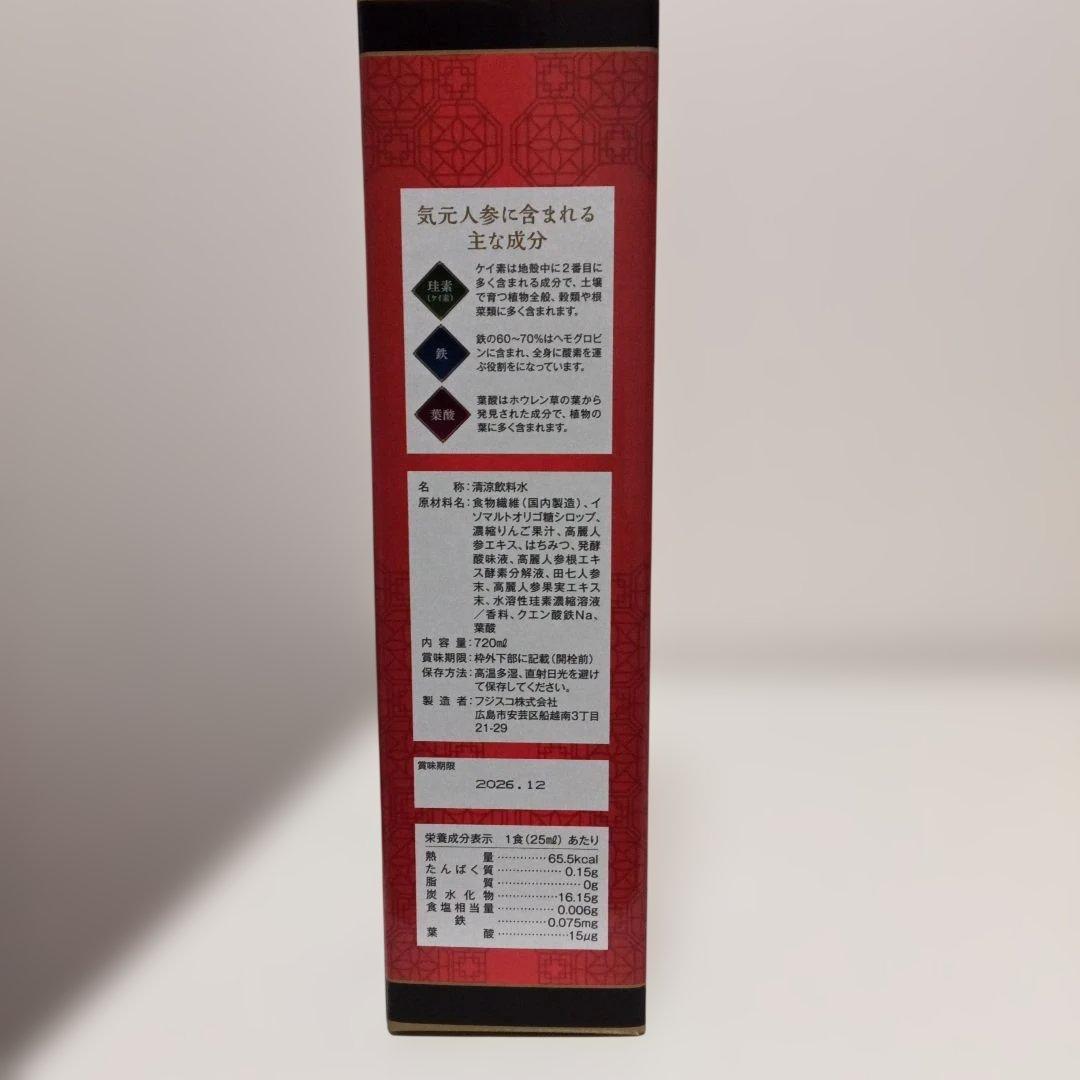 気元人参に含まれる
主な成分
珪素
(ケイ素)
ケイ素は地殻中に2番目に
多く含まれる成分で、土壌
で育つ植物全般、穀類や根
菜類に多く含まれます。
鉄
鉄の60〜70%はヘモグロビ
ンに含まれ、全身に酸素を運
ぶ役割をになっています。
葉酸
葉酸はホウレン草の葉から
発見された成分で、植物の
葉に多く含まれます。
名 称:清涼飲料水
原材料名:食物繊維(国内製造)、イ
ソマルトオリゴ糖シロップ、
濃縮りんご果汁、高麗人
参エキス、はちみつ、発酵
酸味液、高麗人参根エキ
ス酵素分解液、田七人参
末、高麗人参果実エキス
末、水溶性珪素濃縮溶液
/香料、クエン酸鉄Na、
葉酸
内容量:720㎖
賞味期限:枠外下部に記載(開栓前)
保存方法:高温多湿、直射日光を避け
て保存してください。
製造者:フジスコ株式会社
広島市安芸区船越南3丁目
21-29
賞味期限
2026.12
栄養成分表示 1食(25㎖)あたり
熱量‥‥‥‥65.5kcal
たんぱく質‥‥‥‥0.15g
脂質‥‥‥‥0g
炭水化物‥‥‥‥16.15g
食塩相当量‥‥‥‥0.006g
鉄‥‥‥‥0.075mg
葉酸‥‥‥‥15μg